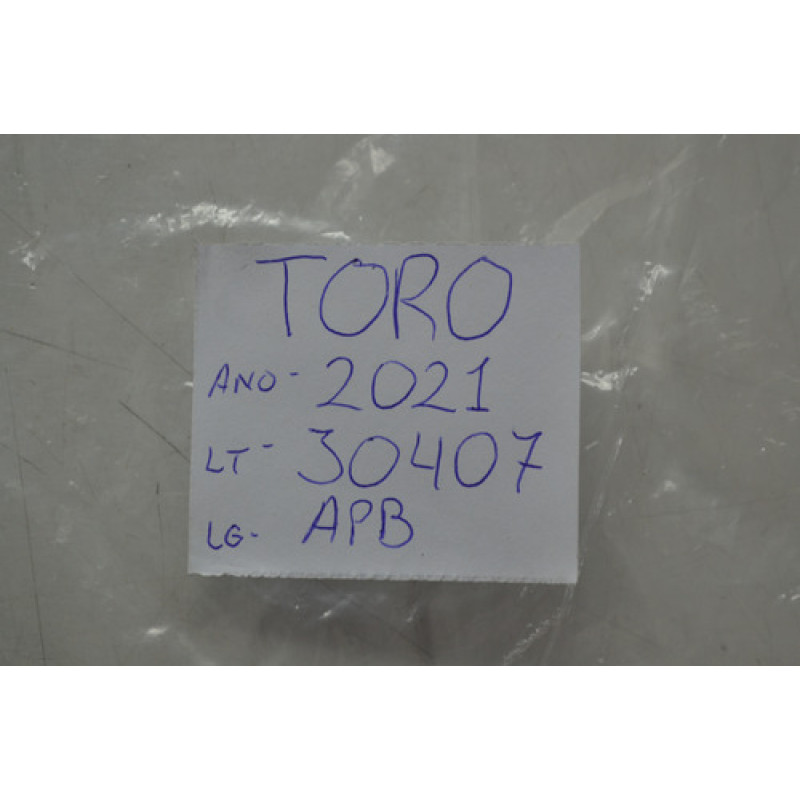 TORO
ANO - 2021
LT - 30407
LG - APB